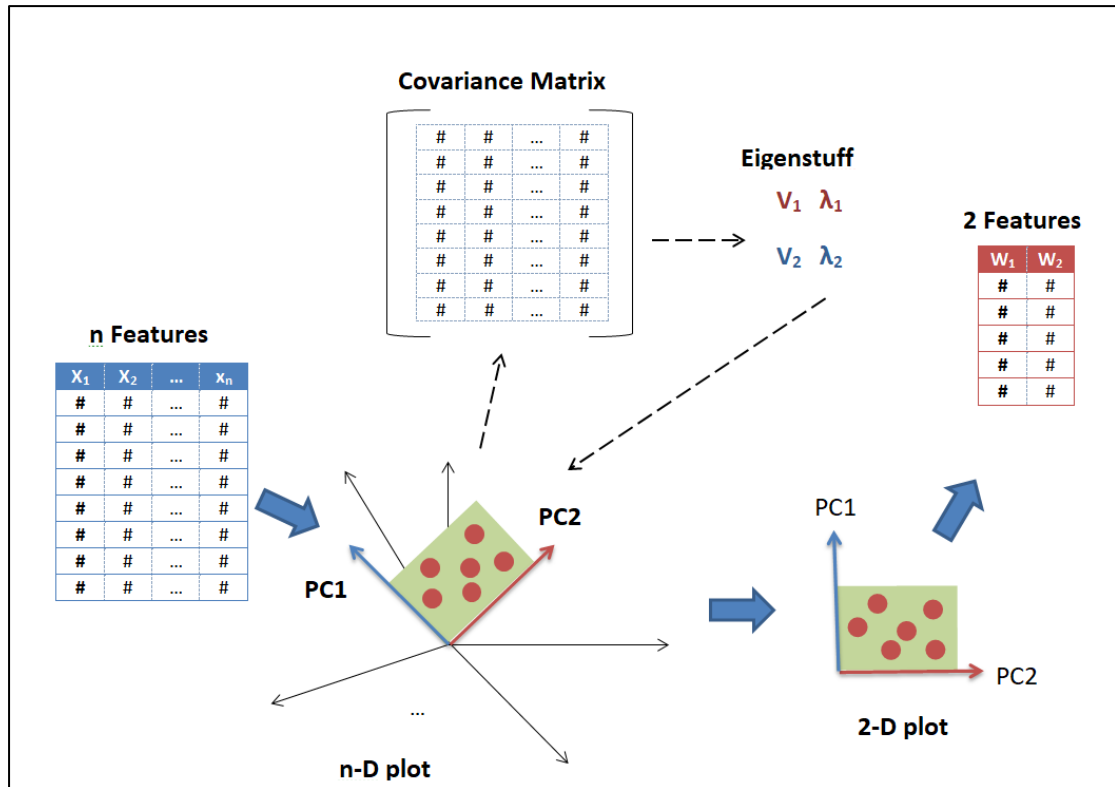 Covariance Matrix
# # ... #
# # ... #
# # ... #
# # ... #
# # ... #
# # ... #
# # ... #
# # ... #
Eigenstuff
V₁ λ₁
V₂ λ₂
2 Features
W₁ W₂
# #
# #
# #
# #
# #
n Features
X₁ X₂ ... xₙ
# # ... #
# # ... #
# # ... #
# # ... #
# # ... #
# # ... #
# # ... #
# # ... #
PC1
PC2
...
n-D plot
PC1
PC2
2-D plot